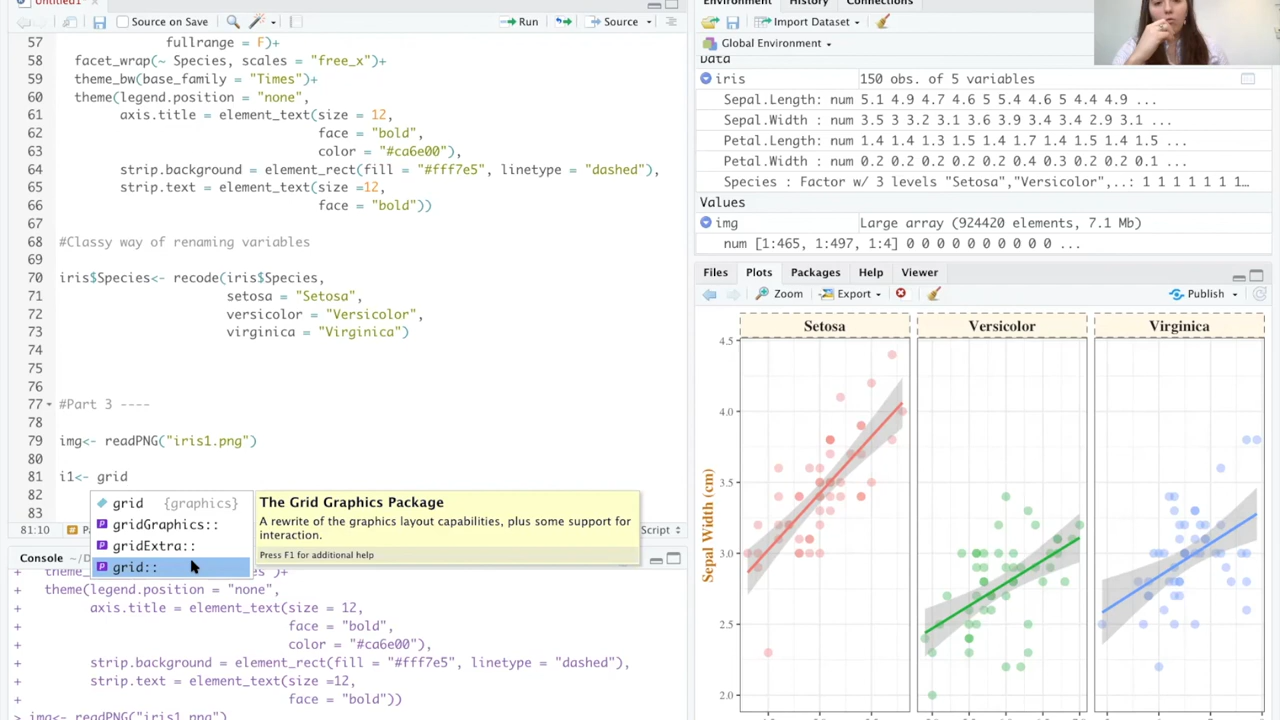 Untitled1*
Source on Save
Run
Source
57 fullrange = F)+
58 facet_wrap(~ Species, scales = "free_x")+
59 theme_bw(base_family = "Times")+
60 theme(legend.position = "none",
61 axis.title = element_text(size = 12,
62 face = "bold",
63 color = "#ca6e00"),
64 strip.background = element_rect(fill = "#fff7e5", linetype = "dashed"),
65 strip.text = element_text(size =12,
66 face = "bold"))
67
68 #Classy way of renaming variables
69
70 iris$Species<- recode(iris$Species,
71 setosa = "Setosa",
72 versicolor = "Versicolor",
73 virginica = "Virginica")
74
75
76
77 #Part 3 ----
78
79 img<- readPNG("iris1.png")
80
81 i1<- grid
82
83
grid {graphics}
gridGraphics::
gridExtra::
grid::
The Grid Graphics Package
A rewrite of the graphics layout capabilities, plus some support for
interaction.
Press F1 for additional help
81:10
Script
Console ~/D
+ theme_
+ theme(legend.position = "none",
+ axis.title = element_text(size = 12,
+ face = "bold",
+ color = "#ca6e00"),
+ strip.background = element_rect(fill = "#fff7e5", linetype = "dashed"),
+ strip.text = element_text(size =12,
+ face = "bold"))
> img<- readPNG("iris1.png")
Environment History Connections
Import Dataset
Global Environment
Data
iris 150 obs. of 5 variables
Sepal.Length: num 5.1 4.9 4.7 4.6 5 5.4 4.6 5 4.4 4.9 ...
Sepal.Width : num 3.5 3 3.2 3.1 3.6 3.9 3.4 3.4 2.9 3.1 ...
Petal.Length: num 1.4 1.4 1.3 1.5 1.4 1.7 1.4 1.5 1.4 1.5 ...
Petal.Width : num 0.2 0.2 0.2 0.2 0.2 0.4 0.3 0.2 0.2 0.1 ...
Species : Factor w/ 3 levels "Setosa","Versicolor",..: 1 1 1 1 1 1 1…
Values
img Large array (924420 elements, 7.1 Mb)
num [1:465, 1:497, 1:4] 0 0 0 0 0 0 0 0 0 0 ...
Files Plots Packages Help Viewer
Zoom Export Publish
Setosa Versicolor Virginica
4.5
4.0
3.5
3.0
2.5
2.0
Sepal Width (cm)